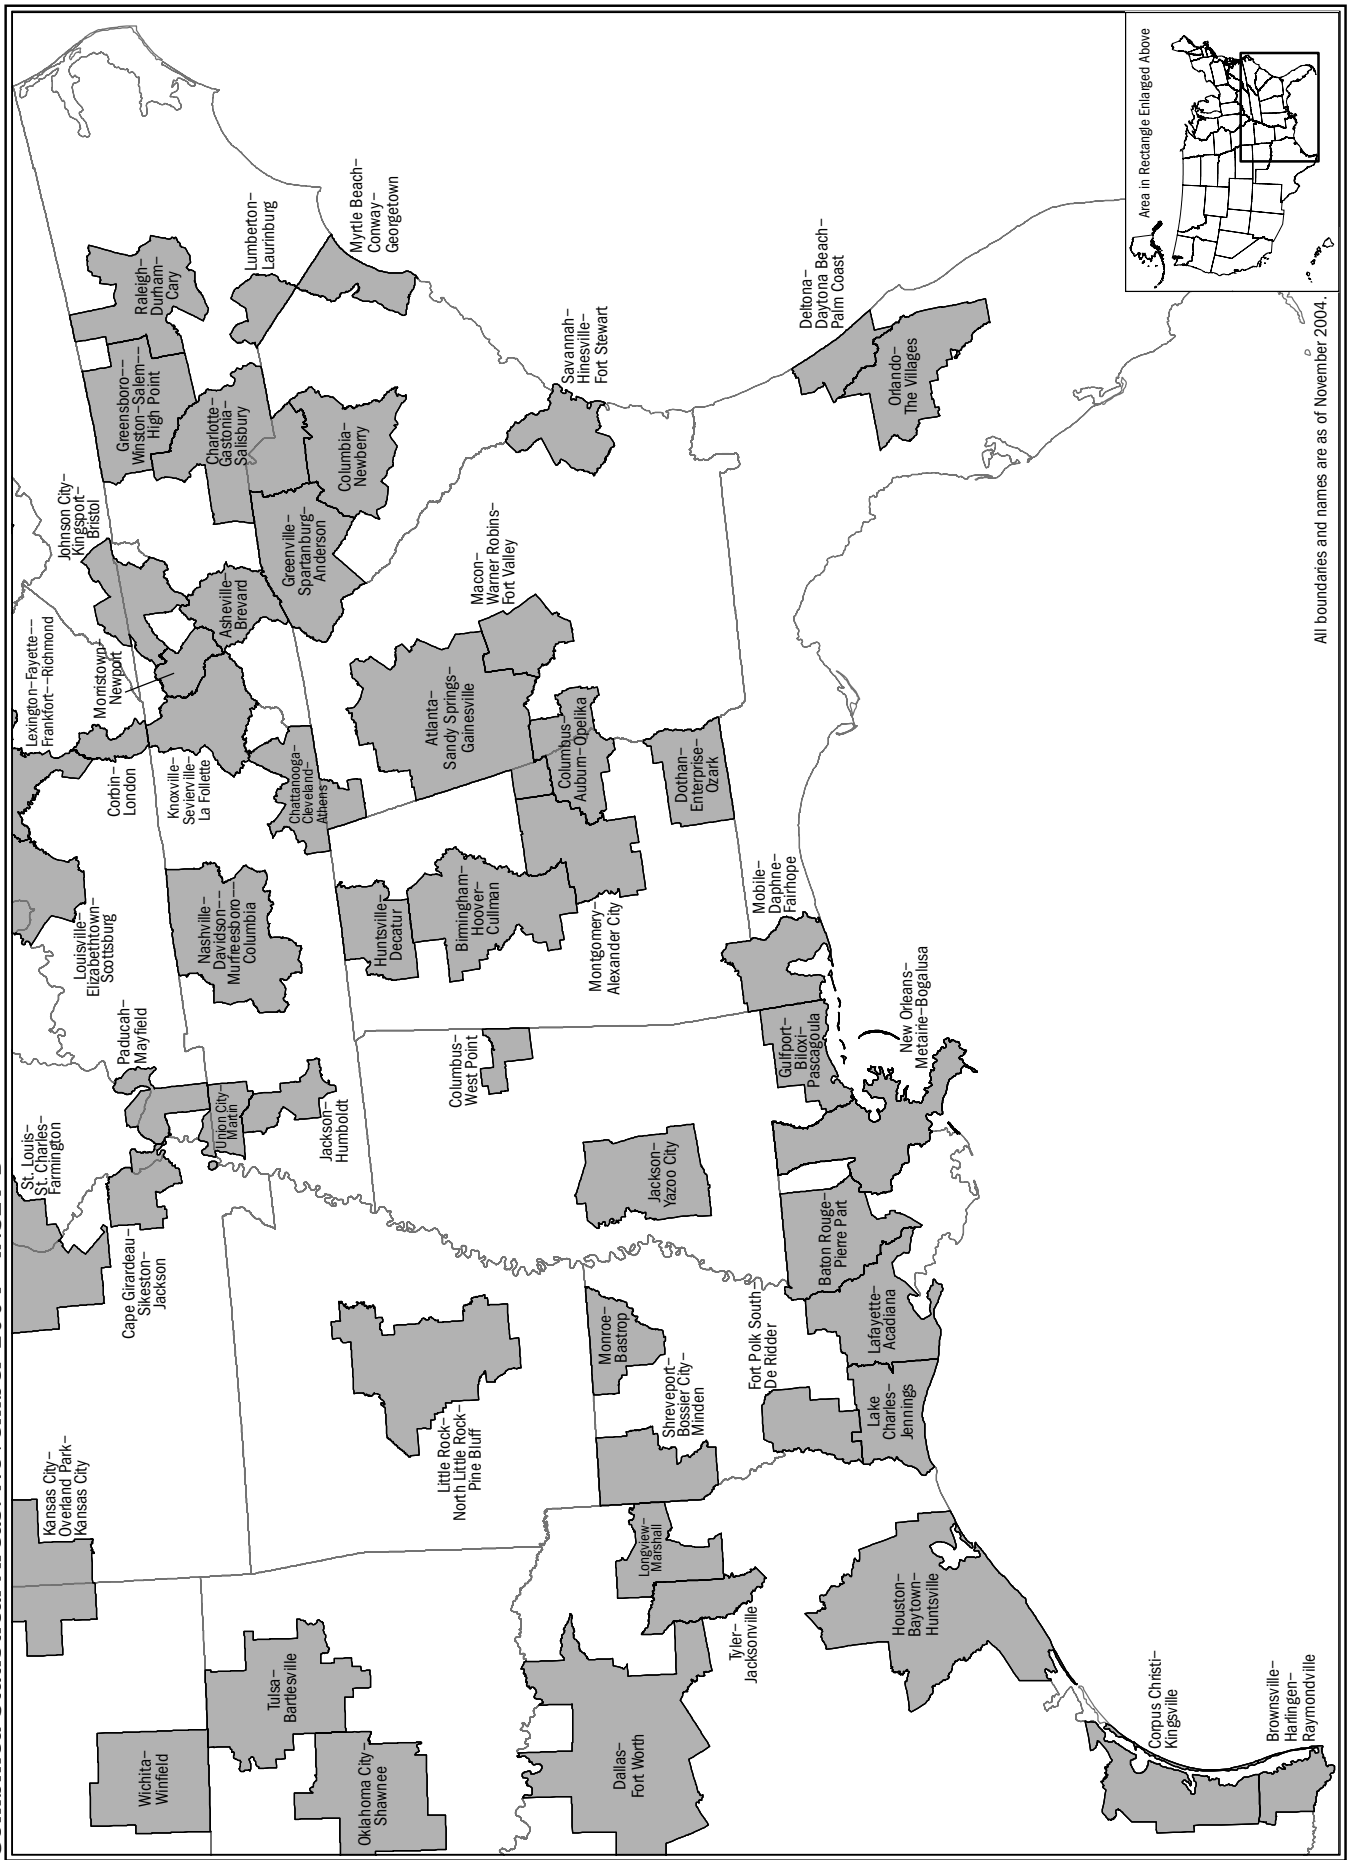 Wichita–
Winfield
Kansas City–
Overland Park–
Kansas City
St. Louis–
St. Charles–
Farmington
Cape Girardeau–
Sikeston–
Jackson
Paducah–
Mayfield
Louisville–
Elizabethtown–
Scottsburg
Lexington–Fayette––
Frankfort––Richmond
Corbin–
London
Morristown–
Newport
Johnson City–
Kingsport–
Bristol
Knoxville–
Sevierville–
La Follette
Greensboro––
Winston–Salem––
High Point
Raleigh–
Durham–
Cary
Tulsa–
Bartlesville
Union City–
Martin
Nashville–
Davidson––
Murfreesboro––
Columbia
Asheville–
Brevard
Charlotte–
Gastonia–
Salisbury
Lumberton–
Laurinburg
Oklahoma City–
Shawnee
Jackson–
Humboldt
Chattanooga–
Cleveland–
Athens
Greenville–
Spartanburg–
Anderson
Columbia–
Newberry
Myrtle Beach–
Conway–
Georgetown
Little Rock–
North Little Rock–
Pine Bluff
Huntsville–
Decatur
Columbus–
West Point
Birmingham–
Hoover–
Cullman
Atlanta–
Sandy Springs–
Gainesville
Macon–
Warner Robins–
Fort Valley
Savannah–
Hinesville–
Fort Stewart
Dallas–
Fort Worth
Longview–
Marshall
Monroe–
Bastrop
Montgomery–
Alexander City
Columbus–
Auburn–Opelika
Shreveport–
Bossier City–
Minden
Jackson–
Yazoo City
Dothan–
Enterprise–
Ozark
Tyler–
Jacksonville
Fort Polk South–
De Ridder
Mobile–
Daphne–
Fairhope
Gulfport–
Biloxi–
Pascagoula
Deltona–
Daytona Beach–
Palm Coast
Baton Rouge–
Pierre Part
Lafayette–
Acadiana
Lake
Charles–
Jennings
Houston–
Baytown–
Huntsville
New Orleans–
Metairie–Bogalusa
Orlando–
The Villages
Corpus Christi–
Kingsville
Brownsville–
Harlingen–
Raymondville
Area in Rectangle Enlarged Above
All boundaries and names are as of November 2004.